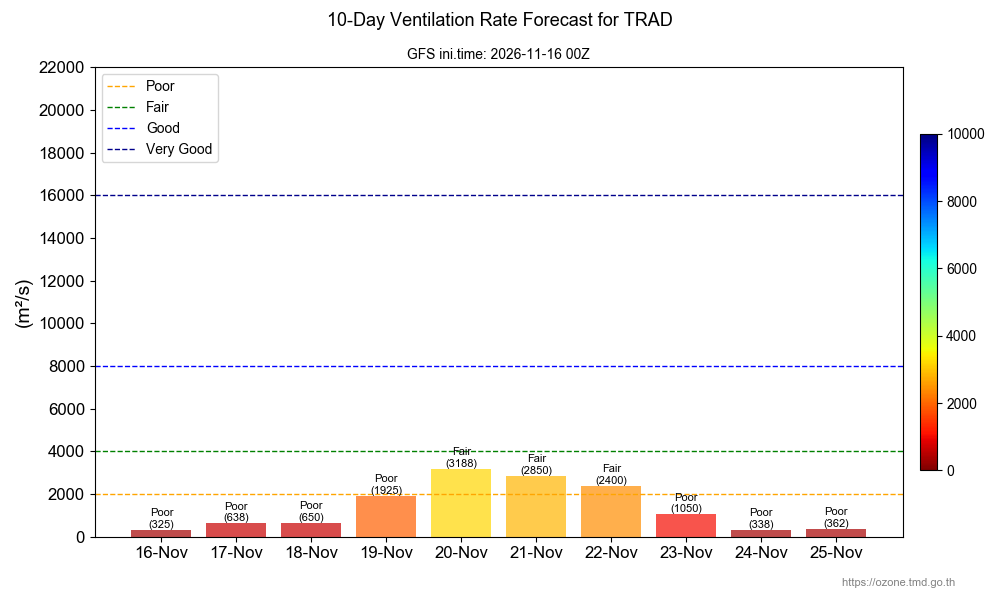 10-Day Ventilation Rate Forecast for TRAD
GFS ini.time: 2026-11-16 00Z
22000
20000
18000
16000
14000
12000
10000
8000
6000
4000
2000
0
(m²/s)
Poor
Fair
Good
Very Good
Poor
(325)
Poor
(638)
Poor
(650)
Poor
(1925)
Fair
(3188)
Fair
(2850)
Fair
(2400)
Poor
(1050)
Poor
(338)
Poor
(362)
16-Nov 17-Nov 18-Nov 19-Nov 20-Nov 21-Nov 22-Nov 23-Nov 24-Nov 25-Nov
10000
8000
6000
4000
2000
0
https://ozone.tmd.go.th